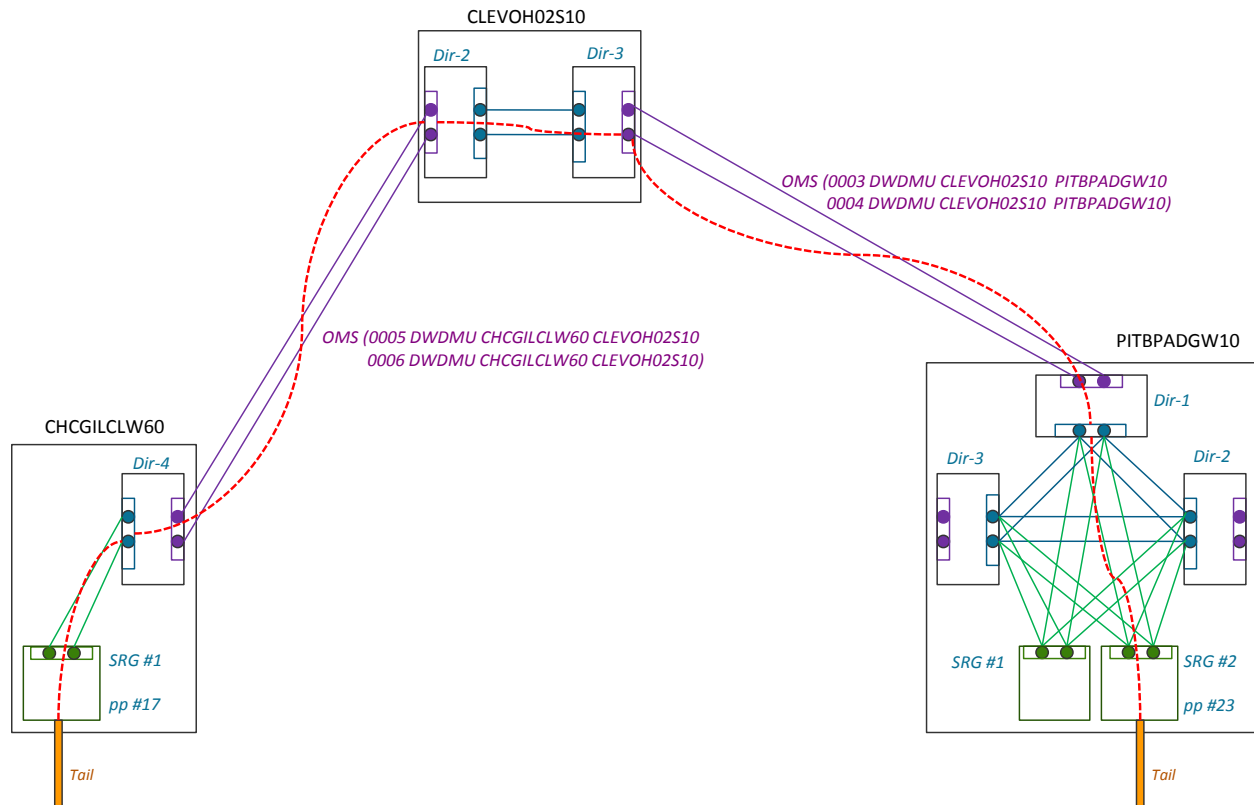 CLEVOH02S10
Dir-2
Dir-3
OMS (0003 DWDMU CLEVOH02S10 PITBPADGW10
0004 DWDMU CLEVOH02S10 PITBPADGW10)
OMS (0005 DWDMU CHCGILCLW60 CLEVOH02S10
0006 DWDMU CHCGILCLW60 CLEVOH02S10)
PITBPADGW10
Dir-1
CHCGILCLW60
Dir-4
Dir-3
Dir-2
SRG #1
pp #17
SRG #1
SRG #2
pp #23
Tail
Tail